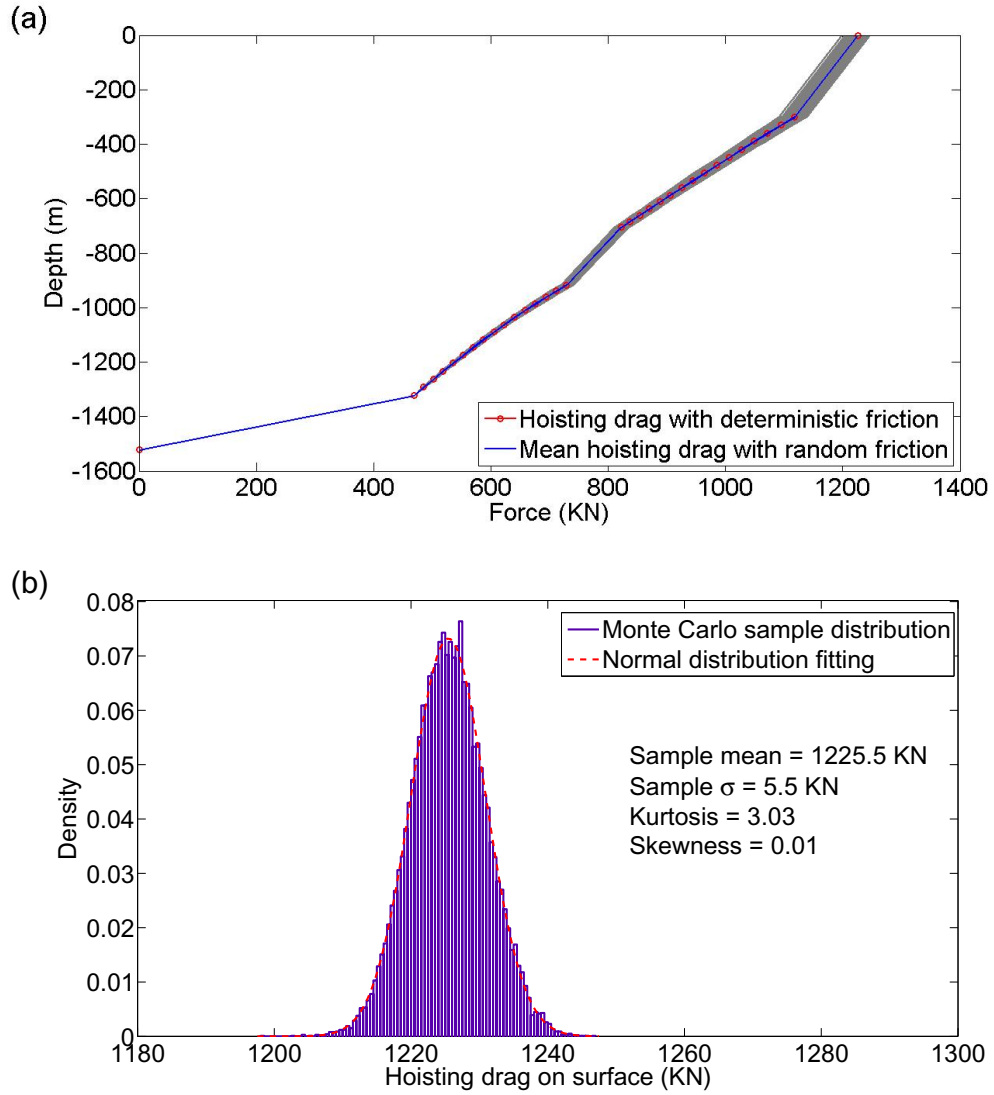 (a)
0
-200
-400
-600
-800
-1000
-1200
-1400
-1600
Depth (m)
Hoisting drag with deterministic friction
Mean hoisting drag with random friction
0 200 400 600 800 1000 1200 1400
Force (KN)
(b)
0.08
0.07
0.06
0.05
0.04
0.03
0.02
0.01
0
Density
Monte Carlo sample distribution
Normal distribution fitting
Sample mean = 1225.5 KN
Sample σ = 5.5 KN
Kurtosis = 3.03
Skewness = 0.01
1180 1200 1220 1240 1260 1280 1300
Hoisting drag on surface (KN)